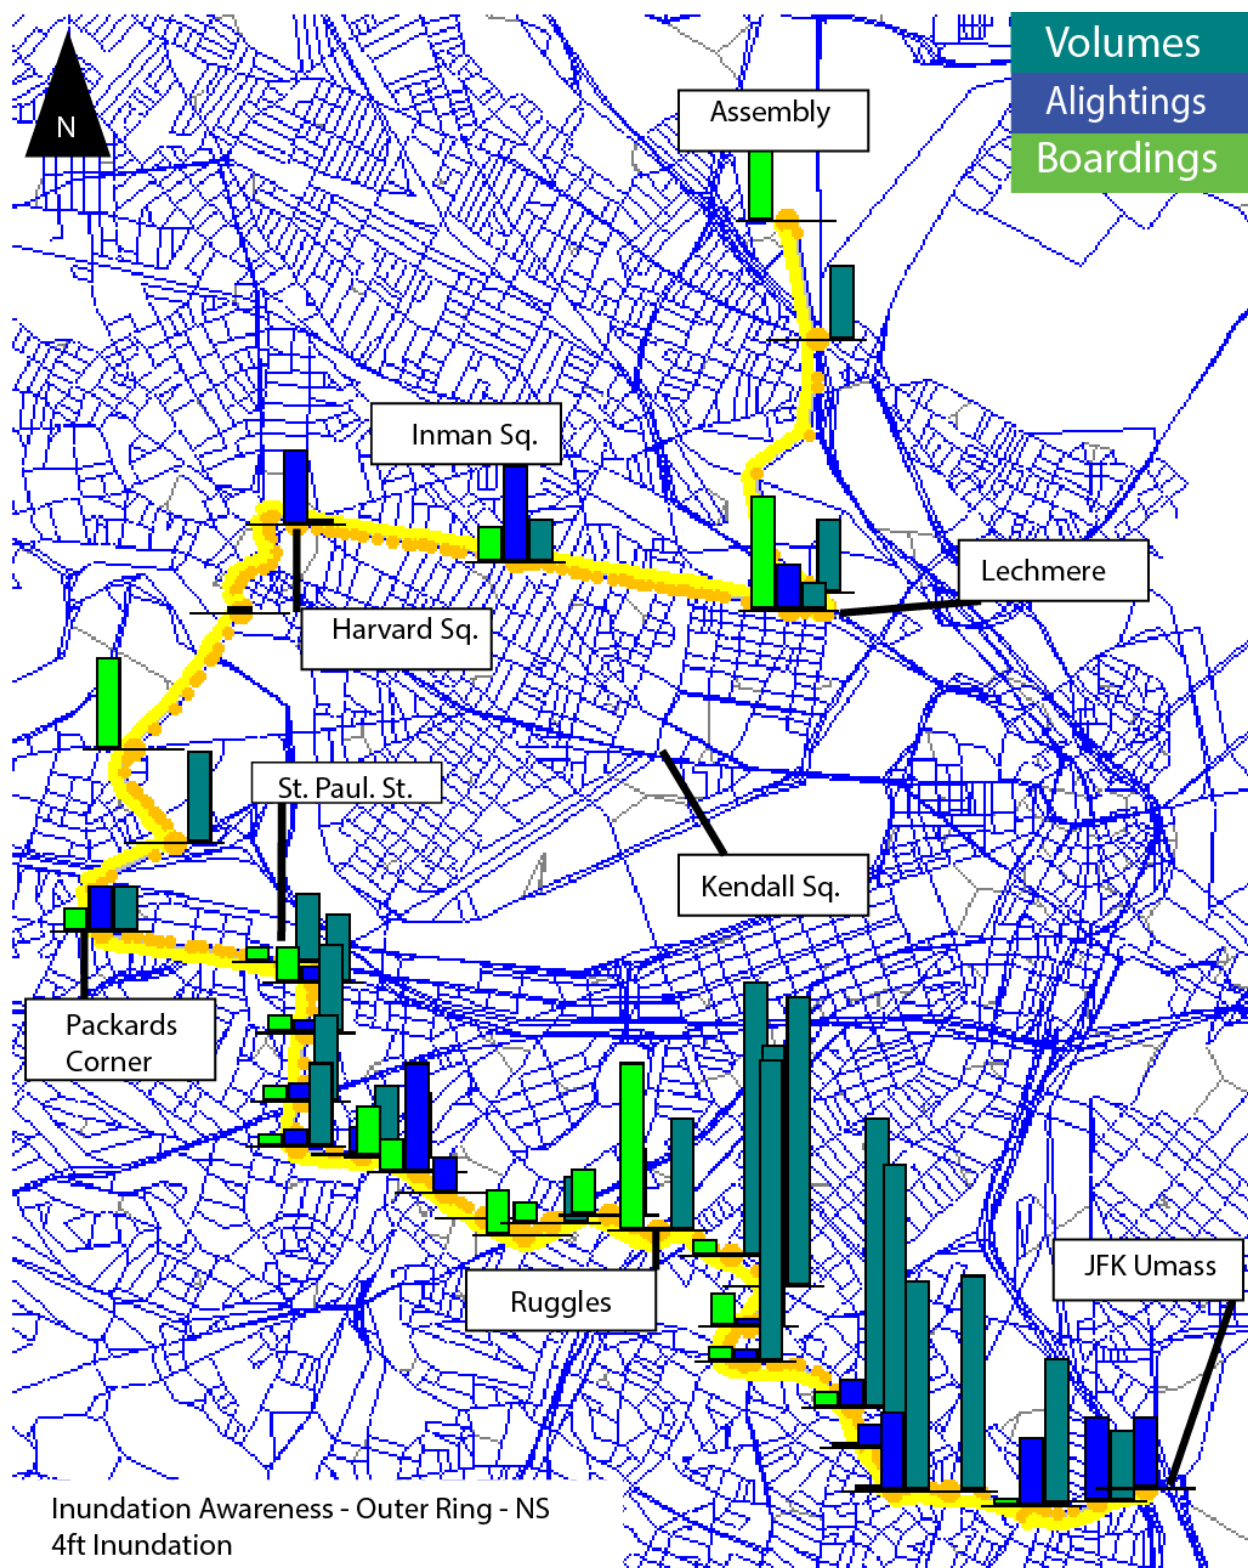 Volumes
Alightings
Boardings
N
Assembly
Inman Sq.
Lechmere
Harvard Sq.
St. Paul. St.
Kendall Sq.
Packards
Corner
JFK Umass
Ruggles
Inundation Awareness - Outer Ring - NS
4ft Inundation